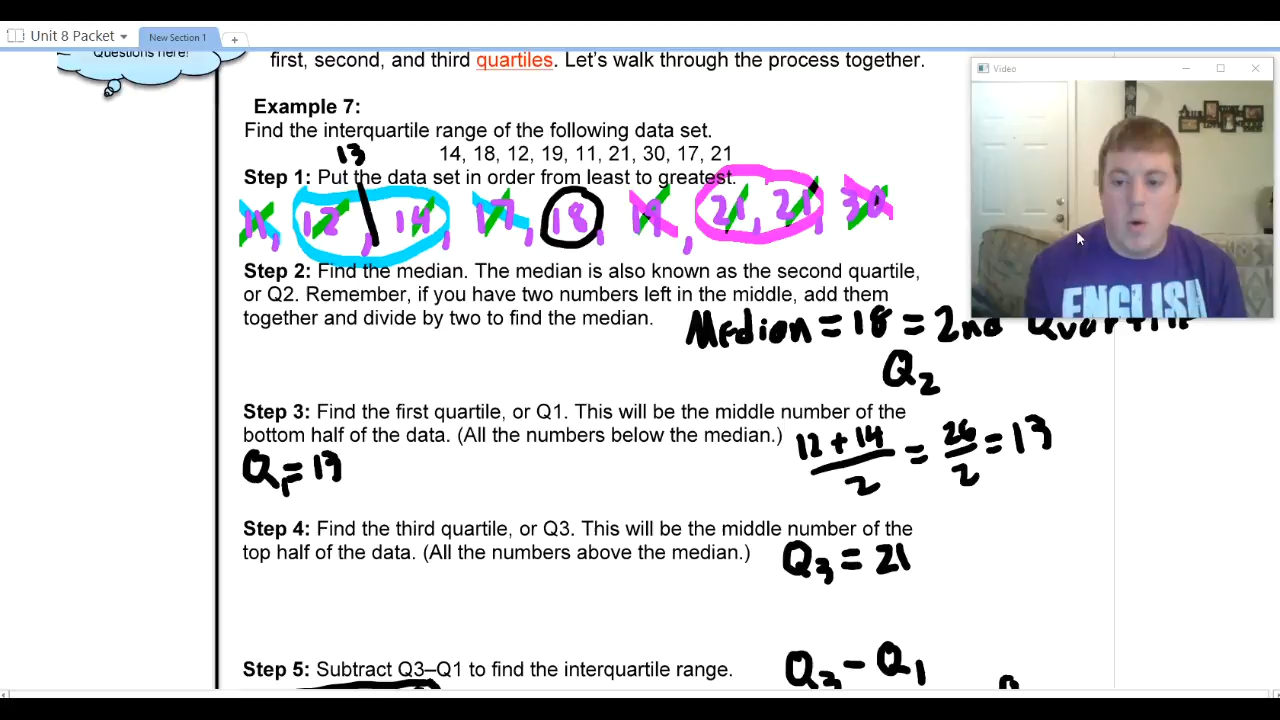 Unit 8 Packet
New Section 1
+
Questions here!
first, second, and third quartiles. Let’s walk through the process together.
Video
Example 7:
Find the interquartile range of the following data set.
13
14, 18, 12, 19, 11, 21, 30, 17, 21
Step 1: Put the data set in order from least to greatest.
11, 12, 14, 17, 18, 19, 21, 21, 30
Step 2: Find the median. The median is also known as the second quartile,
or Q2. Remember, if you have two numbers left in the middle, add them
together and divide by two to find the median.
Median = 18 = 2nd Quartile
Q2
Step 3: Find the first quartile, or Q1. This will be the middle number of the
bottom half of the data. (All the numbers below the median.)
12 + 14 / 2 = 26 / 2 = 13
Q1 = 13
Step 4: Find the third quartile, or Q3. This will be the middle number of the
top half of the data. (All the numbers above the median.)
Q3 = 21
Step 5: Subtract Q3–Q1 to find the interquartile range.
Q3 - Q1
ENGLISH